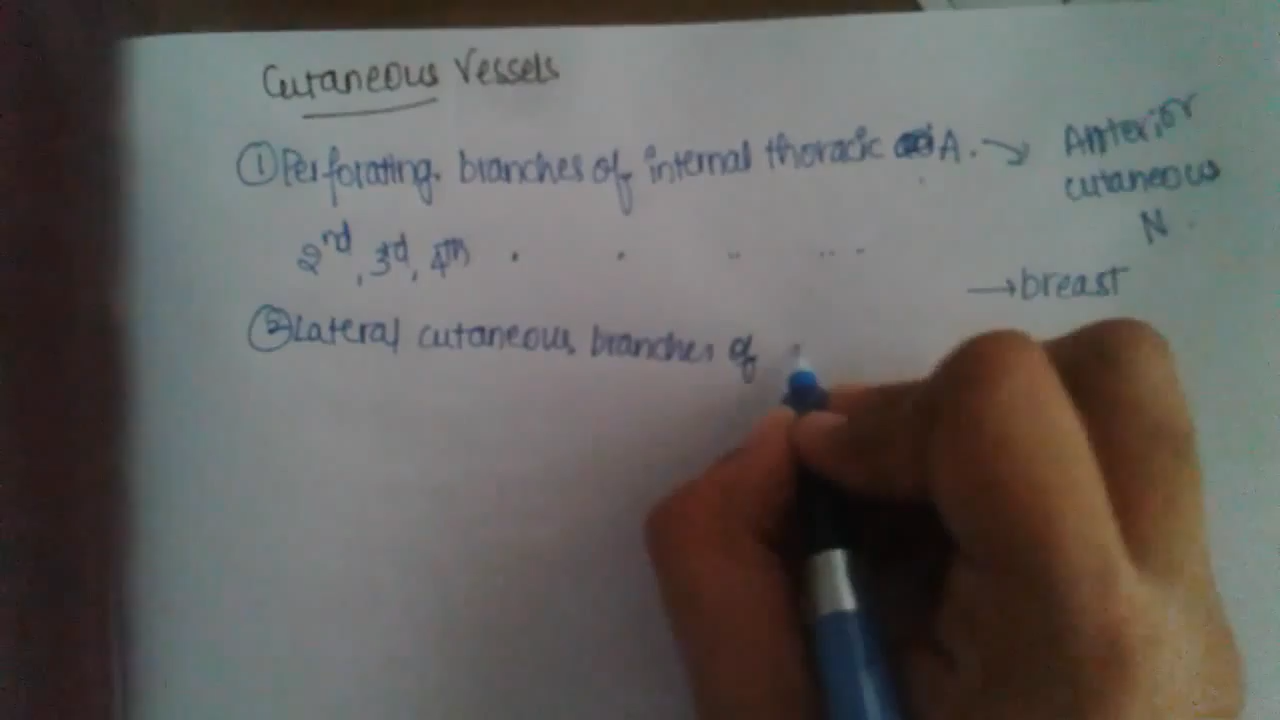 Cutaneous Vessels
① Perforating branches of internal thoracic A. → Anterior
cutaneous
N.
2nd, 3rd, 4th " " " "
→ breast
② Lateral cutaneous branches of